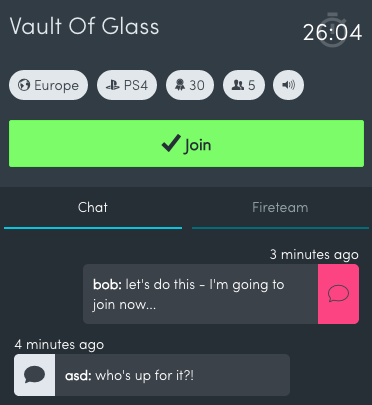 Vault Of Glass
26:04
Europe
PS4
30
5
Join
Chat
Fireteam
3 minutes ago
bob: let's do this - I'm going to
join now...
4 minutes ago
asd: who's up for it?!